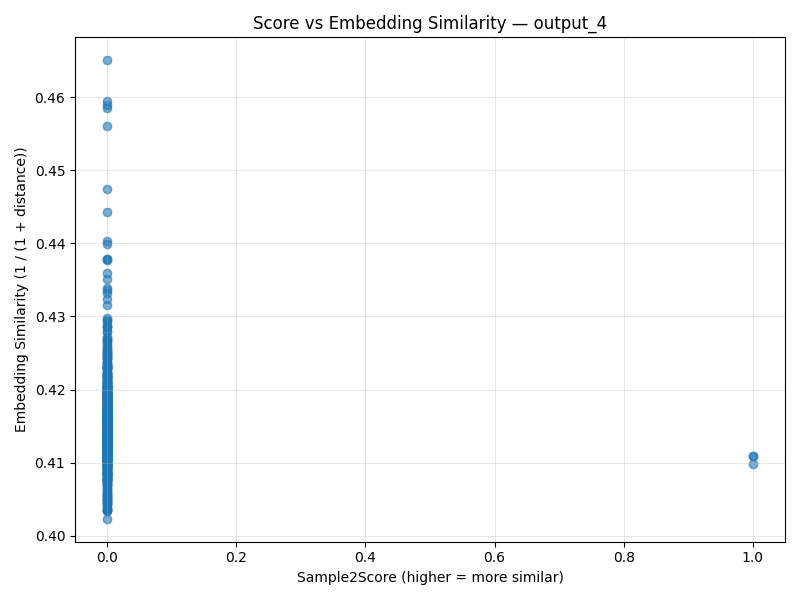 Score vs Embedding Similarity — output_4
Embedding Similarity (1 / (1 + distance))
0.46
0.45
0.44
0.43
0.42
0.41
0.40
0.0 0.2 0.4 0.6 0.8 1.0
Sample2Score (higher = more similar)